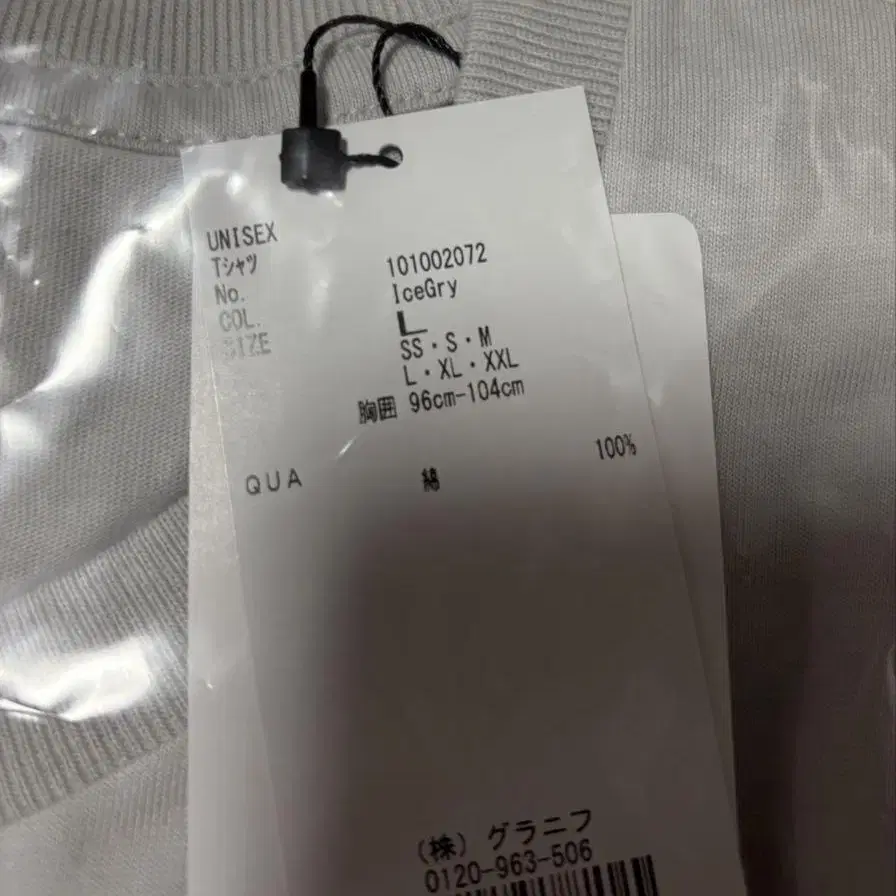 UNISEX
Tシャツ
No. 101002072
COL. IceGry
SIZE L
SS・S・M
L・XL・XXL
胸囲 96cm-104cm
QUA 綿 100%
(株) グラニフ
0120-963-506